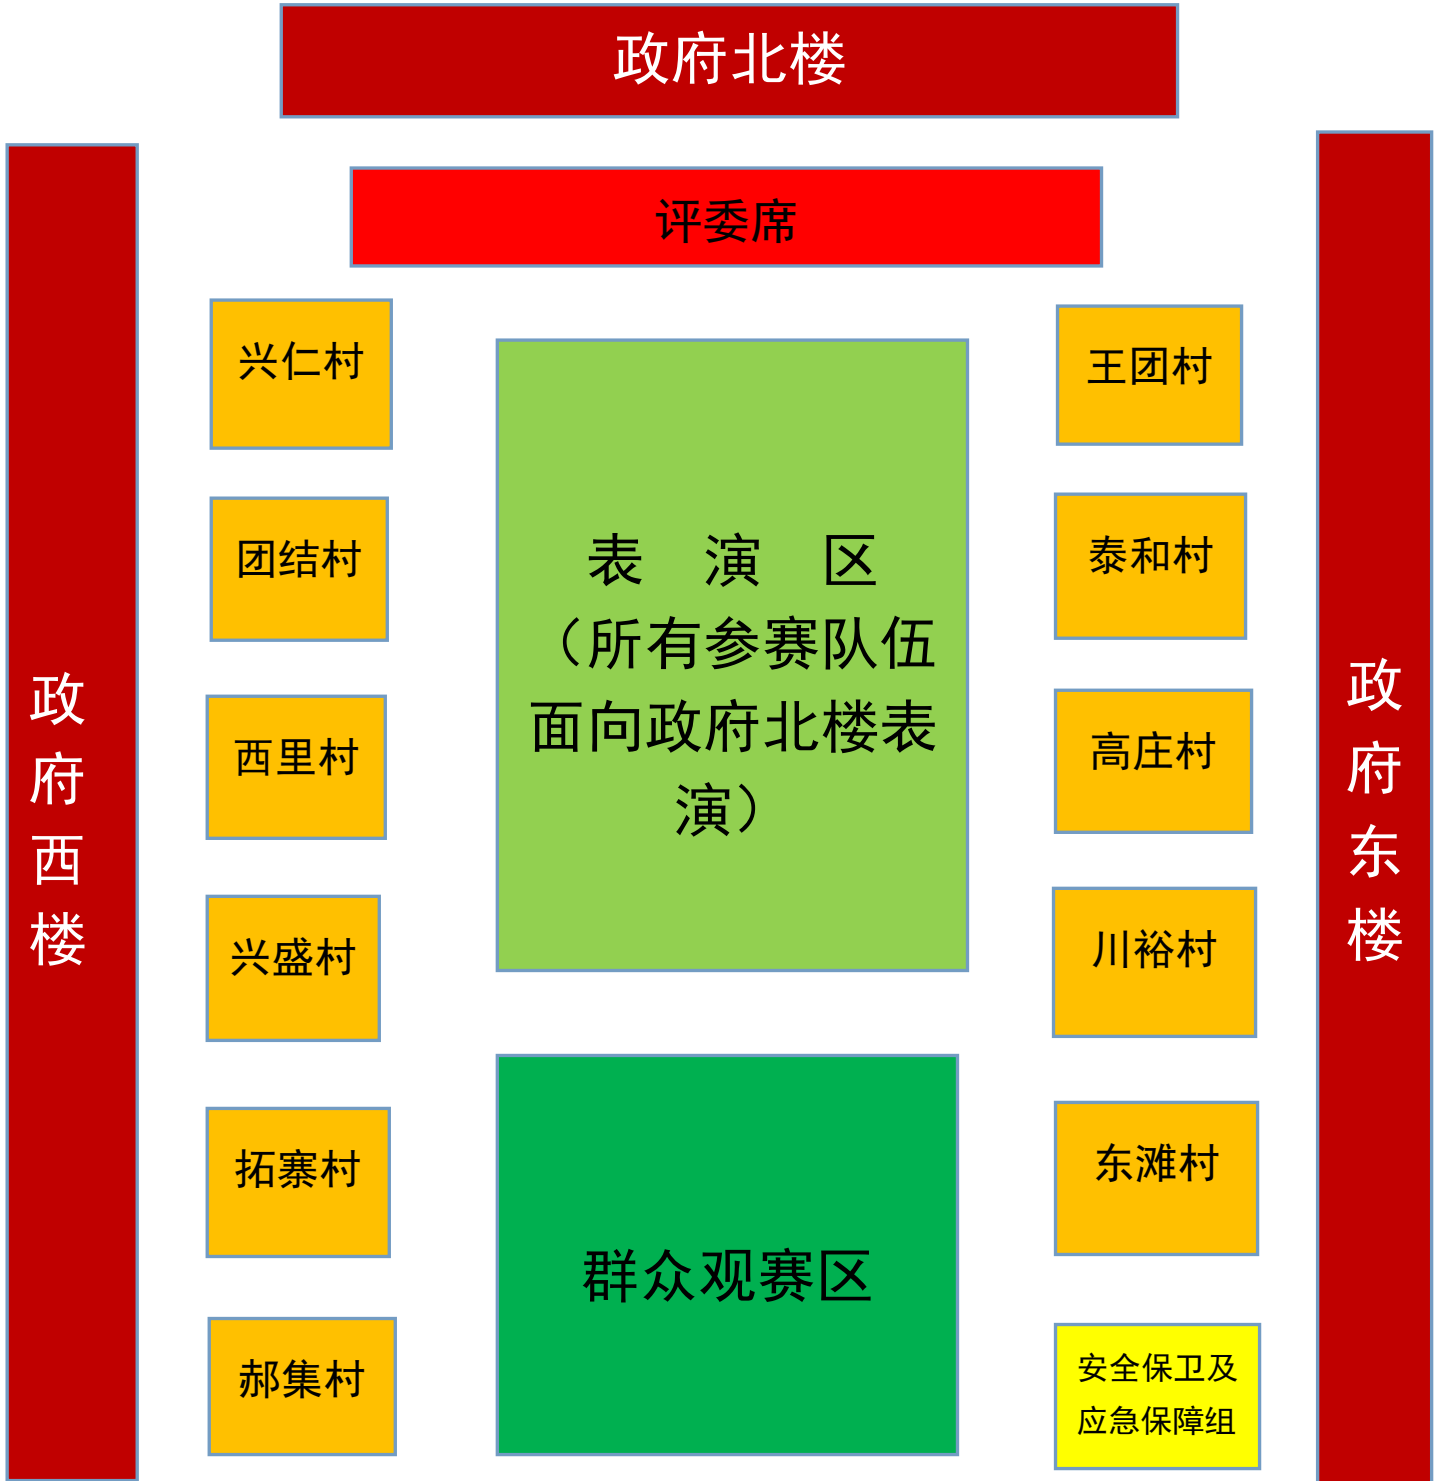 政府北楼
评委席
政
府
西
楼
兴仁村
团结村
西里村
兴盛村
拓寨村
郝集村
表 演 区
（所有参赛队伍
面向政府北楼表
演）
群众观赛区
王团村
泰和村
高庄村
川裕村
东滩村
安全保卫及
应急保障组
政
府
东
楼